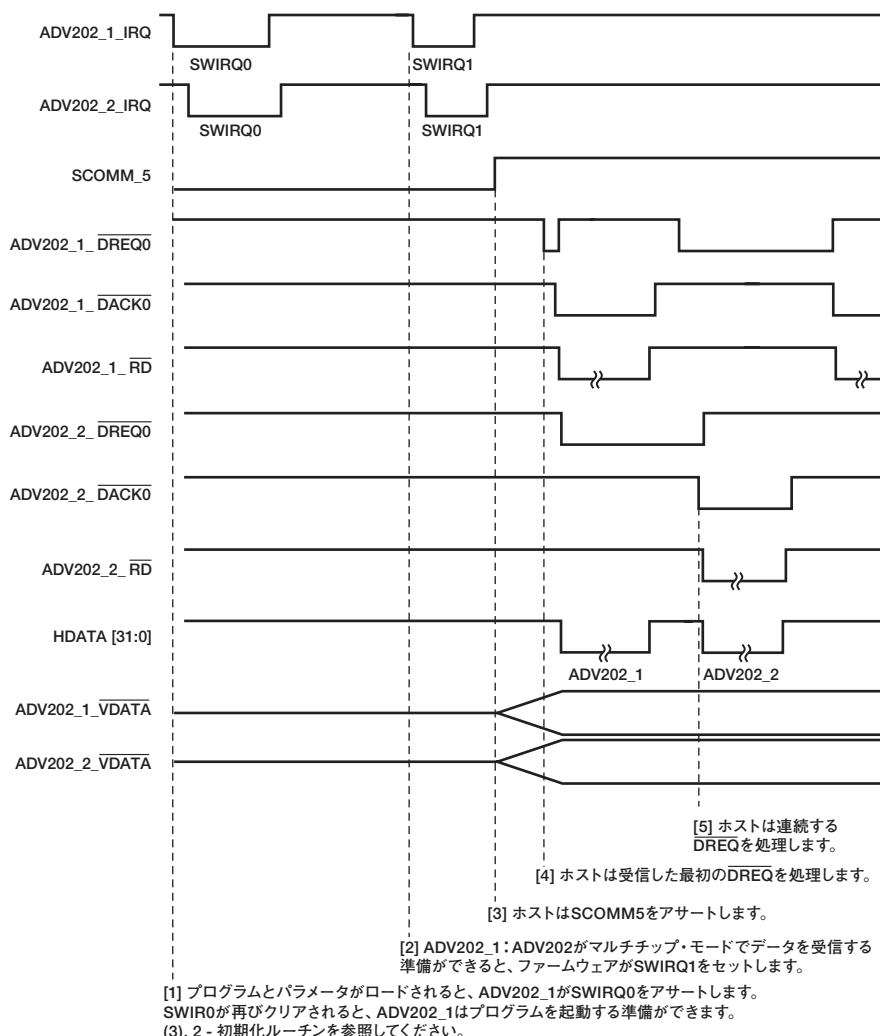 ADV202_1_IRQ
SWIRQ0 SWIRQ1
ADV202_2_IRQ
SWIRQ0 SWIRQ1
SCOMM_5
ADV202_1_DREQ0
ADV202_1_DACK0
ADV202_1_RD
ADV202_2_DREQ0
ADV202_2_DACK0
ADV202_2_RD
HDATA [31:0]
ADV202_1 ADV202_2
ADV202_1_VDATA
ADV202_2_VDATA
[5] ホストは連続する
DREQを処理します。
[4] ホストは受信した最初のDREQを処理します。
[3] ホストはSCOMM5をアサートします。
[2] ADV202_1：ADV202がマルチチップ・モードでデータを受信する
準備ができると、ファームウェアがSWIRQ1をセットします。
[1] プログラムとパラメータがロードされると、ADV202_1がSWIRQ0をアサートします。
SWIR0が再びクリアされると、ADV202_1はプログラムを起動する準備ができます。
(3). 2 - 初期化ルーチンを参照してください。